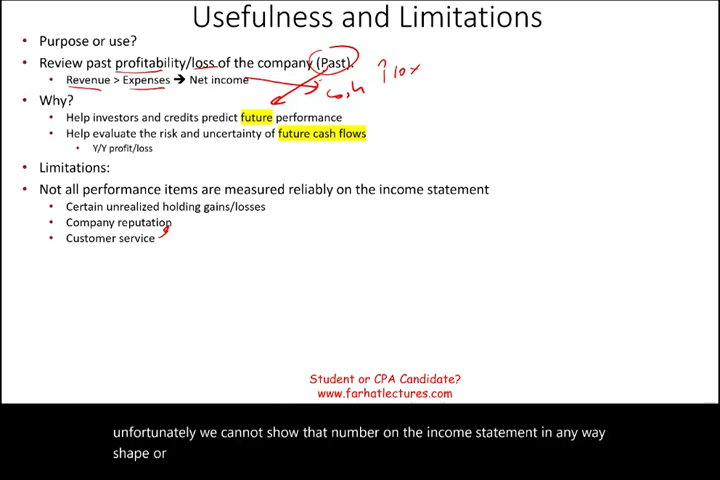 Usefulness and Limitations
• Purpose or use?
• Review past profitability/loss of the company (Past).
↑10x
• Revenue > Expenses ➔ Net income
cash
• Why?
• Help investors and credits predict future performance
• Help evaluate the risk and uncertainty of future cash flows
• Y/Y profit/loss
• Limitations:
• Not all performance items are measured reliably on the income statement
• Certain unrealized holding gains/losses
• Company reputation
• Customer service
Student or CPA Candidate?
www.farhatlectures.com
unfortunately we cannot show that number on the income statement in any way
shape or